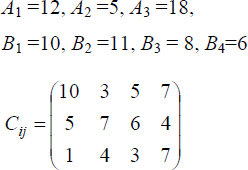 A₁ =12, A₂ =5, A₃ =18,
B₁ =10, B₂ =11, B₃ = 8, B₄=6
10 3 5 7
Cᵢⱼ = 5 7 6 4
1 4 3 7